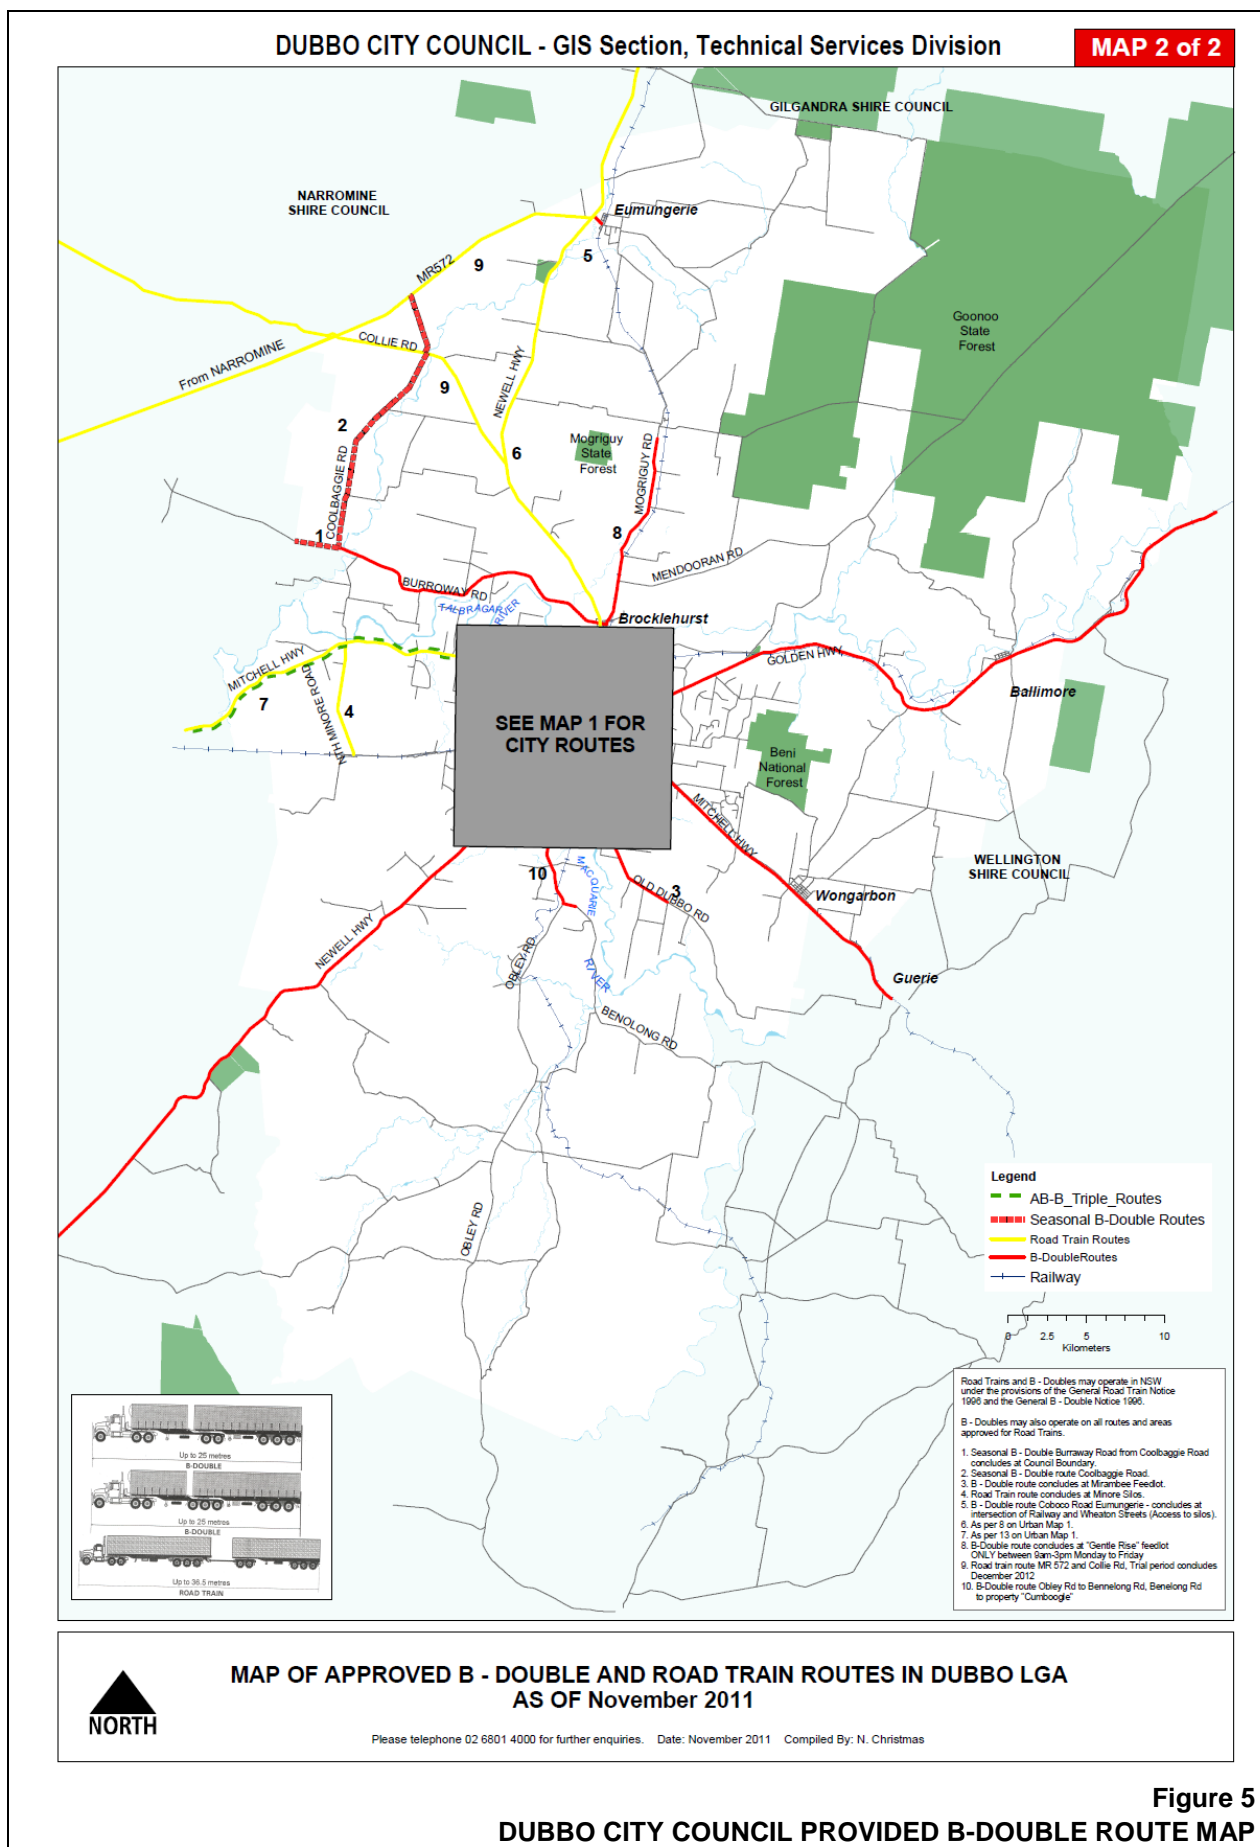 DUBBO CITY COUNCIL - GIS Section, Technical Services Division
MAP 2 of 2
GILGANDRA SHIRE COUNCIL
NARROMINE
SHIRE COUNCIL
Eumungerie
5
MR572
9
Goonoo
State
Forest
COLLIE RD
From NARROMINE
NEWELL HWY
9
2
6
Mogriguy
State
Forest
MOGRIGUY RD
COOLBAGGIE RD
1
8
MENDOORAN RD
BURROWAY RD
TALBRAGAR
RIVER
Brocklehurst
MITCHELL HWY
GOLDEN HWY
NTH MINORE ROAD
7
4
Ballimore
SEE MAP 1 FOR
CITY ROUTES
Beni
National
Forest
MITCHELL HWY
WELLINGTON
SHIRE COUNCIL
10
MACQUARIE
3
OLD DUBBO RD
Wongarbon
NEWELL HWY
OBLEY RD
RIVER
Guerie
BENOLONG RD
OBLEY RD
Legend
AB-B_Triple_Routes
Seasonal B-Double Routes
Road Train Routes
B-DoubleRoutes
Railway
0 2.5 5 10
Kilometers
Road Trains and B - Doubles may operate in NSW
under the provisions of the General Road Train Notice
1996 and the General B - Double Notice 1996.
B - Doubles may also operate on all routes and areas
approved for Road Trains.
1. Seasonal B - Double Burraway Road from Coolbaggie Road
concludes at Council Boundary.
2. Seasonal B - Double route Coolbaggie Road.
3. B - Double route concludes at Mirambee Feedlot.
4. Road Train route concludes at Minore Silos.
5. B - Double route Coboco Road Eumungerie - concludes at
intersection of Railway and Wheaton Streets (Access to silos).
6. As per 8 on Urban Map 1.
7. As per 13 on Urban Map 1.
8. B-Double route concludes at "Gentle Rise" feedlot
ONLY between 9am-3pm Monday to Friday
9. Road train route MR 572 and Collie Rd, Trial period concludes
December 2012
10. B-Double route Obley Rd to Bennelong Rd, Benelong Rd
to property "Cumboogle"
Up to 25 metres
B-DOUBLE
Up to 25 metres
B-DOUBLE
Up to 36.5 metres
ROAD TRAIN
NORTH
MAP OF APPROVED B - DOUBLE AND ROAD TRAIN ROUTES IN DUBBO LGA
AS OF November 2011
Please telephone 02 6801 4000 for further enquiries. Date: November 2011 Compiled By: N. Christmas
Figure 5
DUBBO CITY COUNCIL PROVIDED B-DOUBLE ROUTE MAP